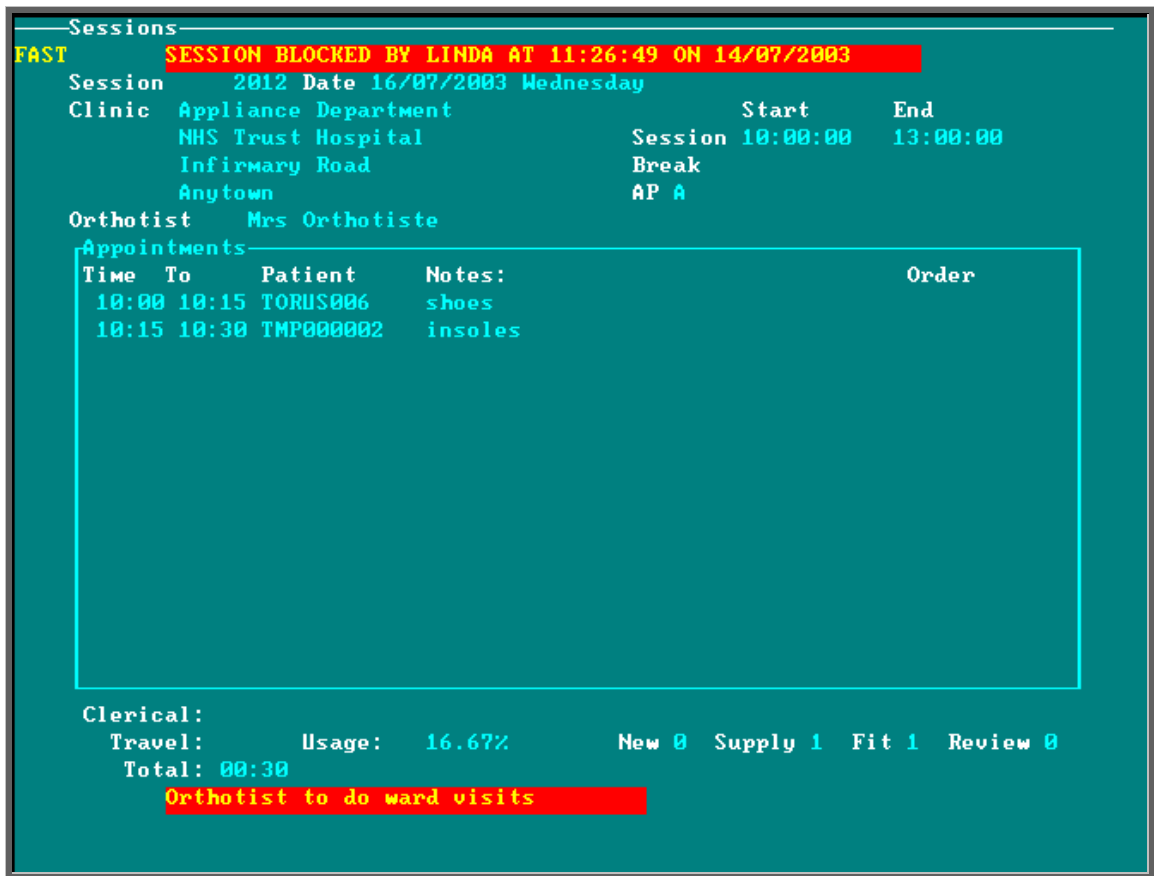 Sessions
FAST SESSION BLOCKED BY LINDA AT 11:26:49 ON 14/07/2003
Session 2012 Date 16/07/2003 Wednesday
Clinic Appliance Department Start End
NHS Trust Hospital Session 10:00:00 13:00:00
Infirmary Road Break
Anytown AP A
Orthotist Mrs Orthotiste
Appointments
Time To Patient Notes: Order
10:00 10:15 TORUS006 shoes
10:15 10:30 TMP000002 insoles
Clerical:
Travel: Usage: 16.67% New 0 Supply 1 Fit 1 Review 0
Total: 00:30
Orthotist to do ward visits